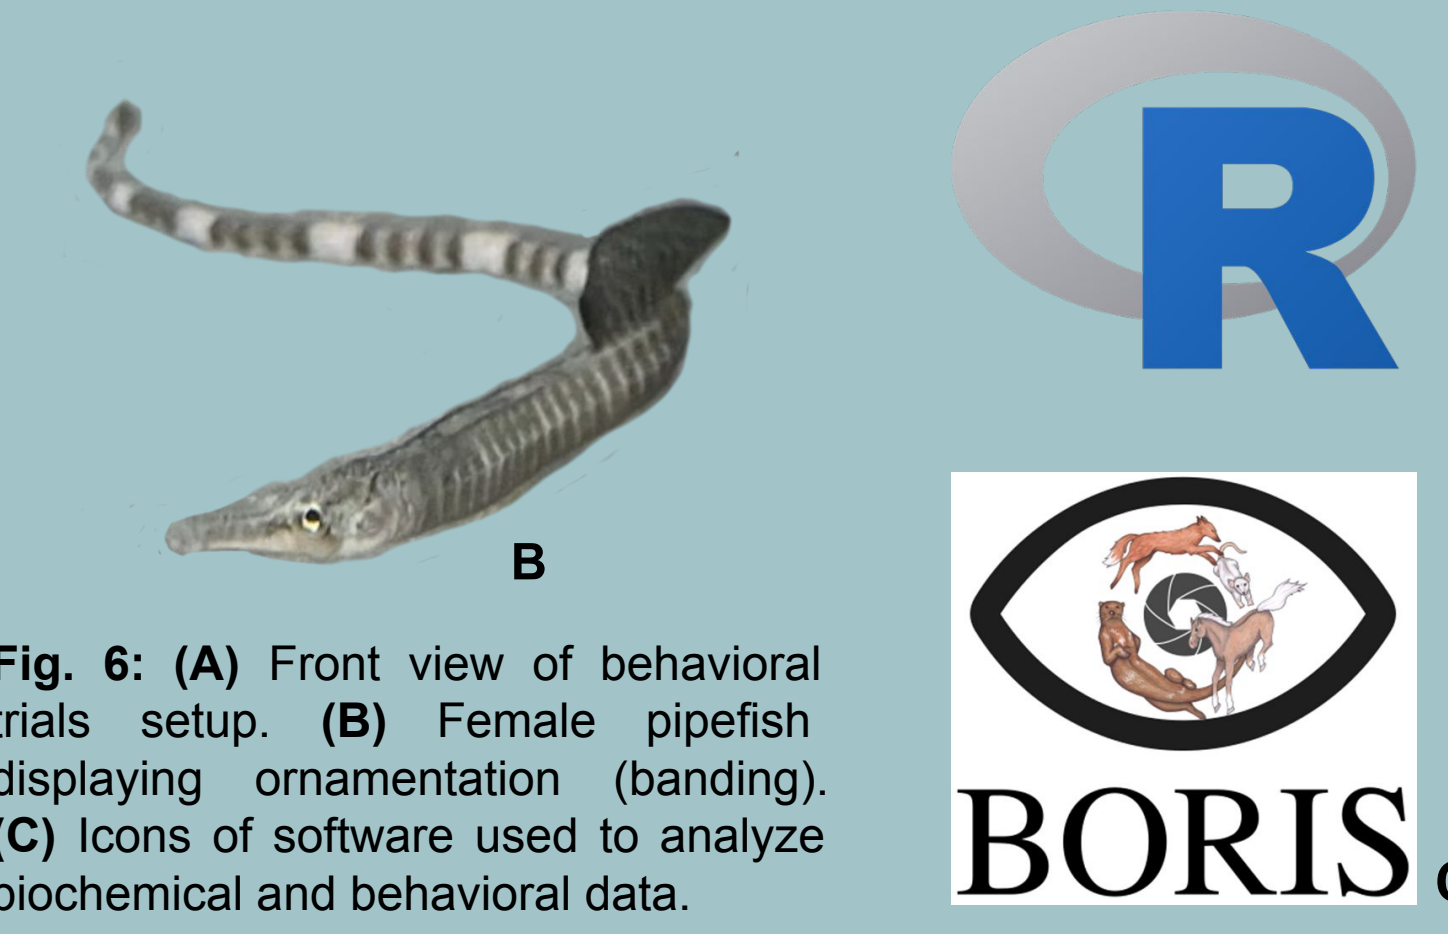 R
B
Fig. 6: (A) Front view of behavioral
trials setup. (B) Female pipefish
displaying ornamentation (banding).
(C) Icons of software used to analyze
biochemical and behavioral data.
BORIS
C